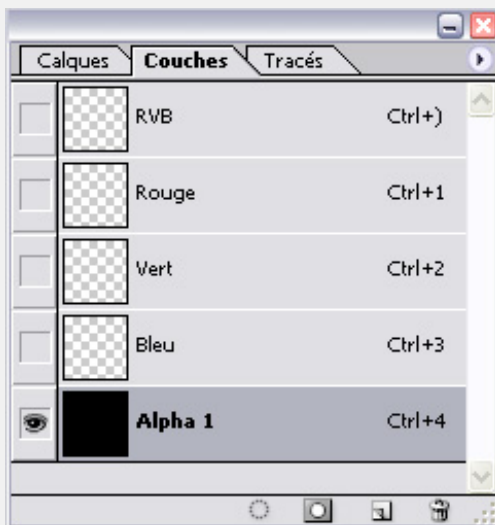 Calques Couches Tracés
RVB Ctrl+)
Rouge Ctrl+1
Vert Ctrl+2
Bleu Ctrl+3
Alpha 1 Ctrl+4